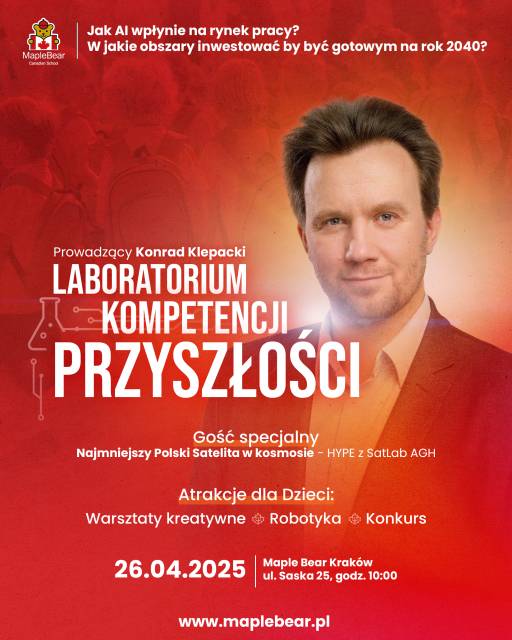 Jak AI wpłynie na rynek pracy?
W jakie obszary inwestować by być gotowym na rok 2040?
MapleBear
Canadian School
Prowadzący Konrad Klepacki
LABORATORIUM
KOMPETENCJI
PRZYSZŁOŚCI
Gość specjalny
Najmniejszy Polski Satelita w kosmosie - HYPE z SatLab AGH
Atrakcje dla Dzieci:
Warsztaty kreatywne Robotyka Konkurs
26.04.2025
Maple Bear Kraków
ul. Saska 25, godz. 10:00
www.maplebear.pl